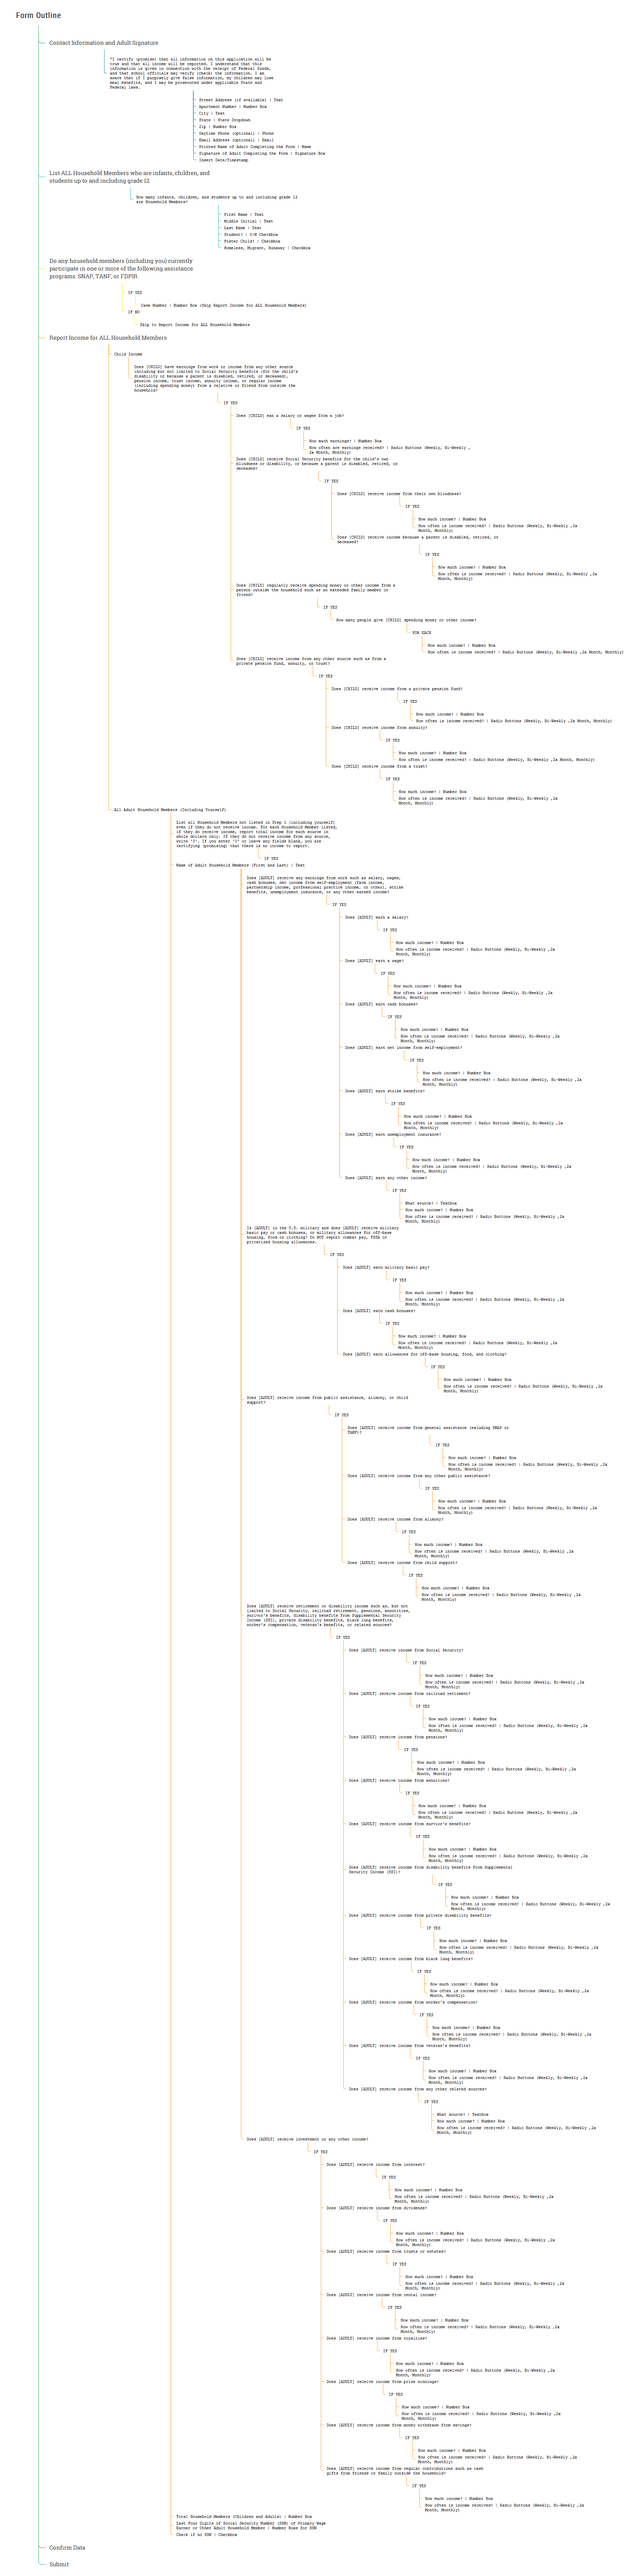 Form Outline
Contact Information and Adult Signature
"I certify (promise) that all information on this application will be
true and that all income will be reported. I understand that this
information is given in connection with the receipt of Federal funds,
and that school officials may verify (check) the information. I am
aware that if I purposely give false information, my children may lose
meal benefits, and I may be prosecuted under applicable State and
Federal laws.
Street Address (if available) | Text
Apartment Number | Number Box
City | Text
State | State Dropdown
Zip | Number Box
Daytime Phone (optional) | Phone
Email Address (optional) | Email
Printed Name of Adult Completing the Form | Name
Signature of Adult Completing the Form | Signature Box
Insert Date/Timestamp
List ALL Household Members who are infants, children, and
students up to and including grade 12.
How many infants, children, and students up to and including grade 12
are Household Members?
First Name | Text
Middle Initial | Text
Last Name | Text
Student? | Y/N Checkbox
Foster Child? | Checkbox
Homeless, Migrant, Runaway | Checkbox
Do any household members (including you) currently
participate in one or more of the following assistance
programs: SNAP, TANF, or FDPIR
IF YES
Case Number | Number Box (Skip Report Income for ALL Household Members)
IF NO
Skip to Report Income for ALL Household Members
Report Income for ALL Household Members
Child Income
Does [CHILD] have earnings from work or income from any other source
including but not limited to Social Security benefits (for the child's
disability or because a parent is disabled, retired, or deceased),
pension income, trust income, annuity income, or regular income
(including spending money) from a relative or friend from outside the
household?
IF YES
Does [CHILD] ean a salary or wages from a job?
IF YES
How much earnings? | Number Box
How often are earnings received? | Radio Buttons (Weekly, Bi-Weekly ,
2x Month, Monthly)
Does [CHILD] receive Social Security benefits for the child's own
blindness or disability, or because a parent is disabled, retired, or
deceased?
IF YES
Does [CHILD] receive income from their own blindness?
IF YES
How much income? | Number Box
How often is income received? | Radio Buttons (Weekly, Bi-Weekly ,2x
Month, Monthly)
Does [CHILD] receive income because a parent is disabled, retired, or
deceased?
IF YES
How much income? | Number Box
How often is income received? | Radio Buttons (Weekly, Bi-Weekly ,2x
Month, Monthly)
Does [CHILD] regularly receive spending money or other income from a
person outside the household such as an extended family member or
friend?
IF YES
How many people give [CHILD] spending money or other income?
FOR EACH
How much income? | Number Box
How often is income received? | Radio Buttons (Weekly, Bi-Weekly ,2x Month, Monthly)
Does [CHILD] receive income from any other source such as from a
private pension fund, annuity, or trust?
IF YES
Does [CHILD] receive income from a private pension fund?
IF YES
How much income? | Number Box
How often is income received? | Radio Buttons (Weekly, Bi-Weekly ,2x Month, Monthly)
Does [CHILD] receive income from annuity?
IF YES
How much income? | Number Box
How often is income received? | Radio Buttons (Weekly, Bi-Weekly ,2x Month, Monthly)
Does [CHILD] receive income from a trust?
IF YES
How much income? | Number Box
How often is income received? | Radio Buttons (Weekly, Bi-Weekly ,2x
Month, Monthly)
All Adult Household Members (Including Yourself)
List all Household Members not listed in Step 1 (including yourself)
even if they do not receive income. For each Household Member listed,
if they do receive income, report total income for each source in
whole dollars only. If they do not receive income from any source,
write '0'. If you enter '0' or leave any fields blank, you are
certifying (promising) that there is no income to report.
IF YES
Name of Adult Household Members (First and Last) | Text
Does [ADULT] receive any earnings from work such as salary, wages,
cash bonuses, net income from self-employment (farm income,
partnership income, professional practice income, or other), strike
benefits, unemployment insurance, or any other earned income?
IF YES
Does [ADULT] earn a salary?
IF YES
How much income? | Number Box
How often is income received? | Radio Buttons (Weekly, Bi-Weekly ,2x
Month, Monthly)
Does [ADULT] earn a wage?
IF YES
How much income? | Number Box
How often is income received? | Radio Buttons (Weekly, Bi-Weekly ,2x
Month, Monthly)
Does [ADULT] earn cash bonuses?
IF YES
How much income? | Number Box
How often is income received? | Radio Buttons (Weekly, Bi-Weekly ,2x
Month, Monthly)
Does [ADULT] earn net income from self-employment?
IF YES
How much income? | Number Box
How often is income received? | Radio Buttons (Weekly, Bi-Weekly ,2x
Month, Monthly)
Does [ADULT] earn strike benefits?
IF YES
How much income? | Number Box
How often is income received? | Radio Buttons (Weekly, Bi-Weekly ,2x
Month, Monthly)
Does [ADULT] earn unemployment insurance?
IF YES
How much income? | Number Box
How often is income received? | Radio Buttons (Weekly, Bi-Weekly ,2x
Month, Monthly)
Does [ADULT] earn any other income?
IF YES
What source? | Textbox
How much income? | Number Box
How often is income received? | Radio Buttons (Weekly, Bi-Weekly ,2x
Month, Monthly)
Is [ADULT] in the U.S. military and does [ADULT] receive military
basic pay or cash bonuses, or military allowances for off-base
housing, food or clothing? Do NOT report combat pay, FSSA or
privatized housing allowances.
IF YES
Does [ADULT] earn military basic pay?
IF YES
How much income? | Number Box
How often is income received? | Radio Buttons (Weekly, Bi-Weekly ,2x
Month, Monthly)
Does [ADULT] earn cash bonuses?
IF YES
How much income? | Number Box
How often is income received? | Radio Buttons (Weekly, Bi-Weekly ,2x
Month, Monthly)
Does [ADULT] earn allowances for off-base housing, food, and clothing?
IF YES
How much income? | Number Box
How often is income received? | Radio Buttons (Weekly, Bi-Weekly ,2x
Month, Monthly)
Does [ADULT] receive income from public assistance, alimony, or child
support?
IF YES
Does [ADULT] receive income from general assistance (exluding SNAP or
TANF)?
IF YES
How much income? | Number Box
How often is income received? | Radio Buttons (Weekly, Bi-Weekly ,2x
Month, Monthly)
Does [ADULT] receive income from any other public assistance?
IF YES
How much income? | Number Box
How often is income received? | Radio Buttons (Weekly, Bi-Weekly ,2x
Month, Monthly)
Does [ADULT] receive income from alimony?
IF YES
How much income? | Number Box
How often is income received? | Radio Buttons (Weekly, Bi-Weekly ,2x
Month, Monthly)
Does [ADULT] receive income from child support?
IF YES
How much income? | Number Box
How often is income received? | Radio Buttons (Weekly, Bi-Weekly ,2x
Month, Monthly)
Does [ADULT] receive retirement or disability income such as, but not
limited to Social Security, railroad retirement, pensions, annuities,
survivor's benefits, disability benefits from Supplemental Security
Income (SSI), private disability benefits, black lung benefits,
worker's compensation, veteran's benefits, or related sources?
IF YES
Does [ADULT] receive income from Social Security?
IF YES
How much income? | Number Box
How often is income received? | Radio Buttons (Weekly, Bi-Weekly ,2x
Month, Monthly)
Does [ADULT] receive income from railroad retirment?
IF YES
How much income? | Number Box
How often is income received? | Radio Buttons (Weekly, Bi-Weekly ,2x
Month, Monthly)
Does [ADULT] receive income from pensions?
IF YES
How much income? | Number Box
How often is income received? | Radio Buttons (Weekly, Bi-Weekly ,2x
Month, Monthly)
Does [ADULT] receive income from annuities?
IF YES
How much income? | Number Box
How often is income received? | Radio Buttons (Weekly, Bi-Weekly ,2x
Month, Monthly)
Does [ADULT] receive income from survior's benefits?
IF YES
How much income? | Number Box
How often is income received? | Radio Buttons (Weekly, Bi-Weekly ,2x
Month, Monthly)
Does [ADULT] receive income from disability benefits from Supplemental
Security Income (SSI)?
IF YES
How much income? | Number Box
How often is income received? | Radio Buttons (Weekly, Bi-Weekly ,2x
Month, Monthly)
Does [ADULT] receive income from private disability benefits?
IF YES
How much income? | Number Box
How often is income received? | Radio Buttons (Weekly, Bi-Weekly ,2x
Month, Monthly)
Does [ADULT] receive income from black lung benefits?
IF YES
How much income? | Number Box
How often is income received? | Radio Buttons (Weekly, Bi-Weekly ,2x
Month, Monthly)
Does [ADULT] receive income from worker's compensation?
IF YES
How much income? | Number Box
How often is income received? | Radio Buttons (Weekly, Bi-Weekly ,2x
Month, Monthly)
Does [ADULT] receive income from veteran's benefits?
IF YES
How much income? | Number Box
How often is income received? | Radio Buttons (Weekly, Bi-Weekly ,2x
Month, Monthly)
Does [ADULT] receive income from any other related sources?
IF YES
What source? | Textbox
How much income? | Number Box
How often is income received? | Radio Buttons (Weekly, Bi-Weekly ,2x
Month, Monthly)
Does [ADULT] receive investment or any other income?
IF YES
Does [ADULT] receive income from interest?
IF YES
How much income? | Number Box
How often is income received? | Radio Buttons (Weekly, Bi-Weekly ,2x
Month, Monthly)
Does [ADULT] receive income from dividends?
IF YES
How much income? | Number Box
How often is income received? | Radio Buttons (Weekly, Bi-Weekly ,2x
Month, Monthly)
Does [ADULT] receive income from trusts or estates?
IF YES
How much income? | Number Box
How often is income received? | Radio Buttons (Weekly, Bi-Weekly ,2x
Month, Monthly)
Does [ADULT] receive income from rental income?
IF YES
How much income? | Number Box
How often is income received? | Radio Buttons (Weekly, Bi-Weekly ,2x
Month, Monthly)
Does [ADULT] receive income from royalties?
IF YES
How much income? | Number Box
How often is income received? | Radio Buttons (Weekly, Bi-Weekly ,2x
Month, Monthly)
Does [ADULT] receive income from prize winnings?
IF YES
How much income? | Number Box
How often is income received? | Radio Buttons (Weekly, Bi-Weekly ,2x
Month, Monthly)
Does [ADULT] receive income from money withdrawn from savings?
IF YES
How much income? | Number Box
How often is income received? | Radio Buttons (Weekly, Bi-Weekly ,2x
Month, Monthly)
Does [ADULT] receive income from regular contributions such as cash
gifts from friends or family outside the household?
IF YES
How much income? | Number Box
How often is income received? | Radio Buttons (Weekly, Bi-Weekly ,2x
Month, Monthly)
Total Household Members (Children and Adults) | Number Box
Last Four Digits of Social Security Number (SSN) of Primary Wage
Earner or Other Adult Household Member | Number Boxes for SSN
Check if no SSN | Checkbox
Confirm Data
Submit